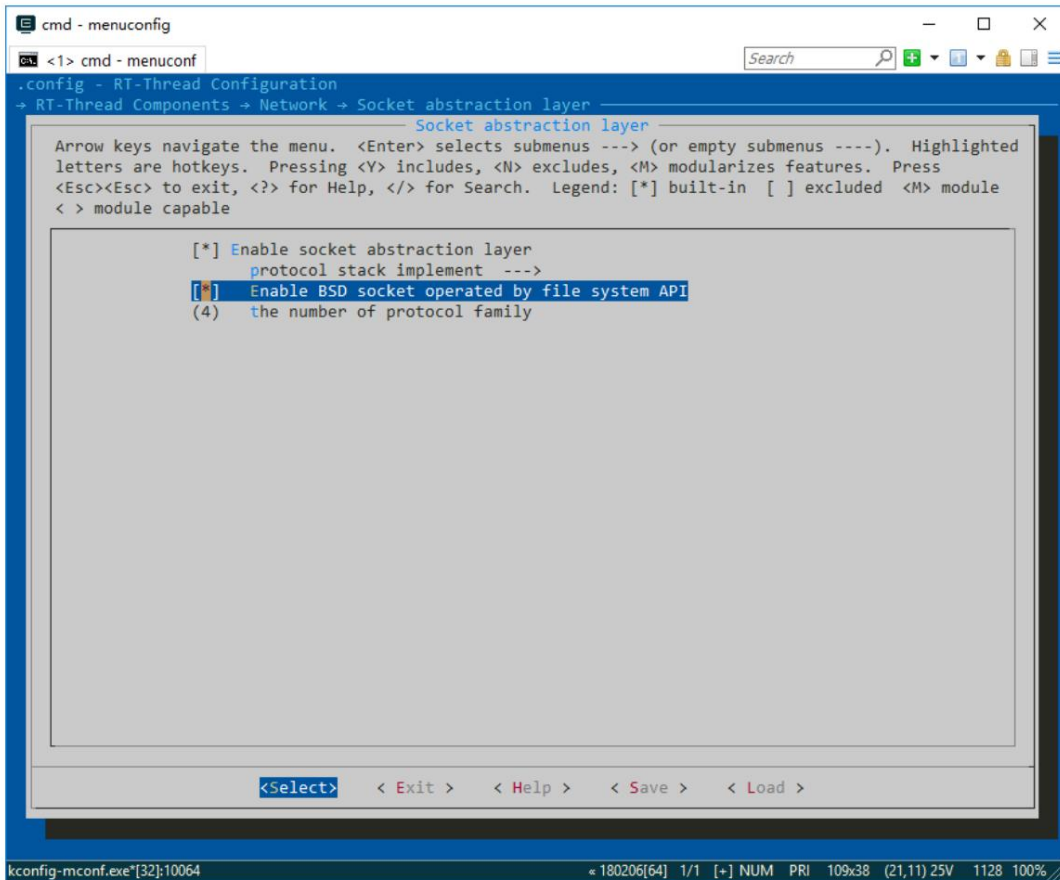 cmd - menuconfig
<1> cmd - menuconf
Search
.config - RT-Thread Configuration
→ RT-Thread Components → Network → Socket abstraction layer
Socket abstraction layer
Arrow keys navigate the menu.  <Enter> selects submenus ---> (or empty submenus ----).  Highlighted
letters are hotkeys.  Pressing <Y> includes, <N> excludes, <M> modularizes features.  Press
<Esc><Esc> to exit, <?> for Help, </> for Search.  Legend: [*] built-in  [ ] excluded  <M> module
< > module capable
[*] Enable socket abstraction layer
protocol stack implement  --->
[*]   Enable BSD socket operated by file system API
(4)   the number of protocol family
<Select>    < Exit >    < Help >    < Save >    < Load >
kconfig-mconf.exe*[32]:10064    « 180206[64]  1/1  [+] NUM  PRI  109x38  (21,11) 25V  1128  100%